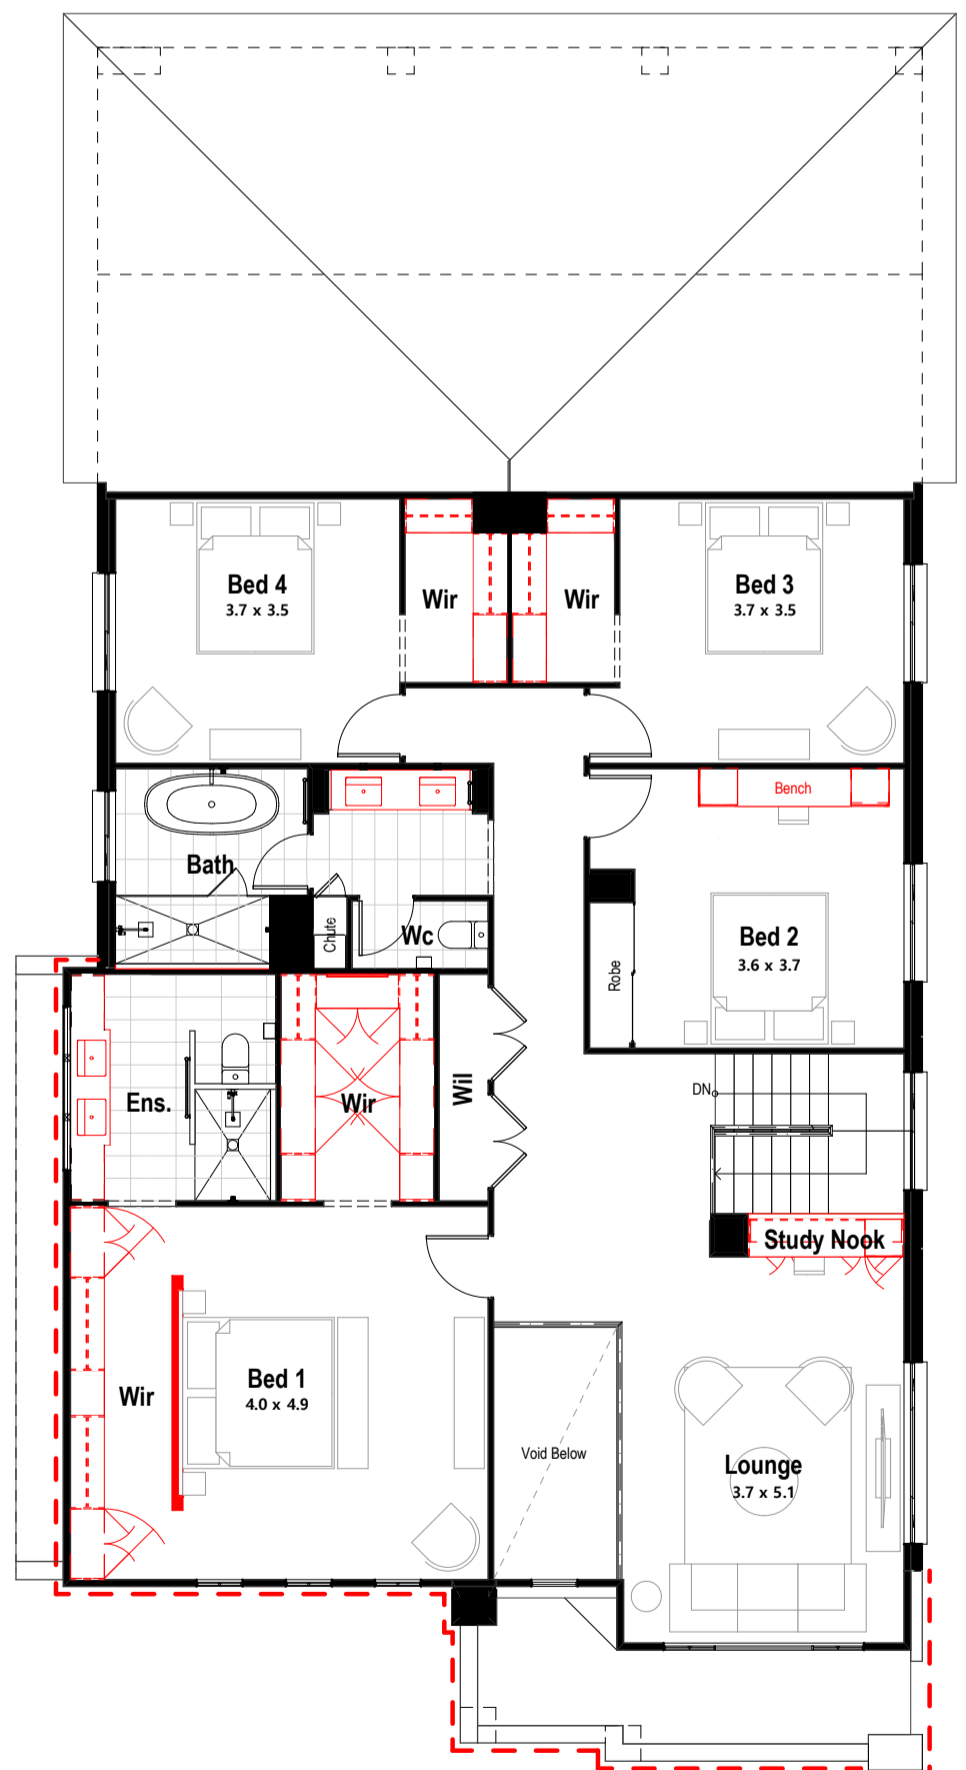 Bed 4
3.7 x 3.5
Wir
Wir
Bed 3
3.7 x 3.5
Bench
Bath
Chute
Wc
Bed 2
3.6 x 3.7
Robe
Ens.
Wir
Wil
DN
Study Nook
Wir
Bed 1
4.0 x 4.9
Void Below
Lounge
3.7 x 5.1